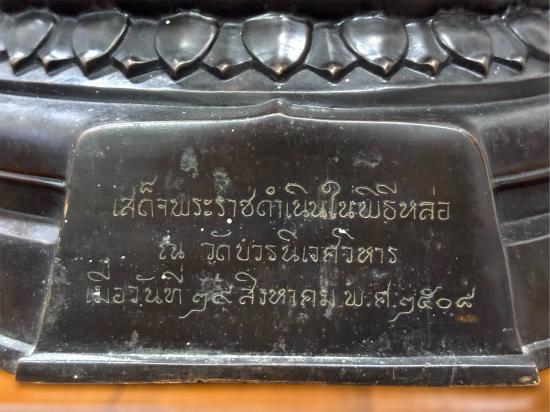 เสด็จพระราชดำเนินในพิธีหล่อ
ณ วัดบวรนิเวศวิหาร
เมื่อวันที่ ๒๙ สิงหาคม พ.ศ.๒๕๐๘